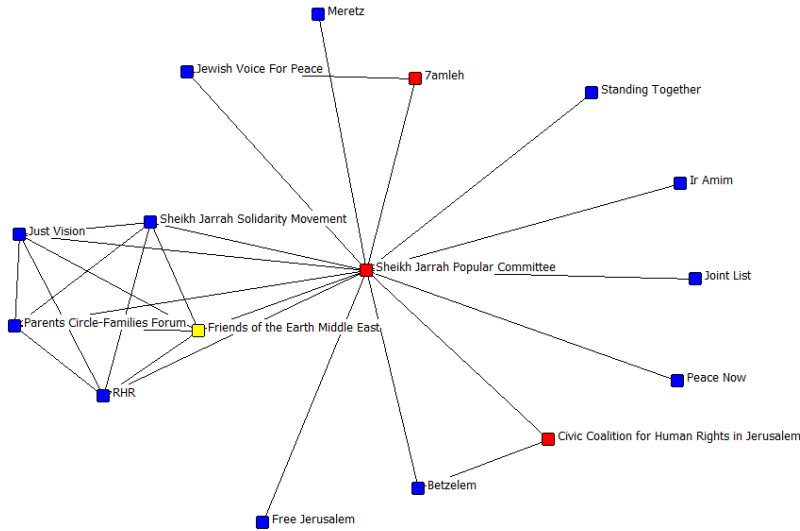 Meretz
Jewish Voice For Peace
7amleh
Standing Together
Ir Amim
Sheikh Jarrah Solidarity Movement
Just Vision
Sheikh Jarrah Popular Committee
Joint List
Parents Circle-Families Forum
Friends of the Earth Middle East
Peace Now
RHR
Civic Coalition for Human Rights in Jerusalem
Betzelem
Free Jerusalem